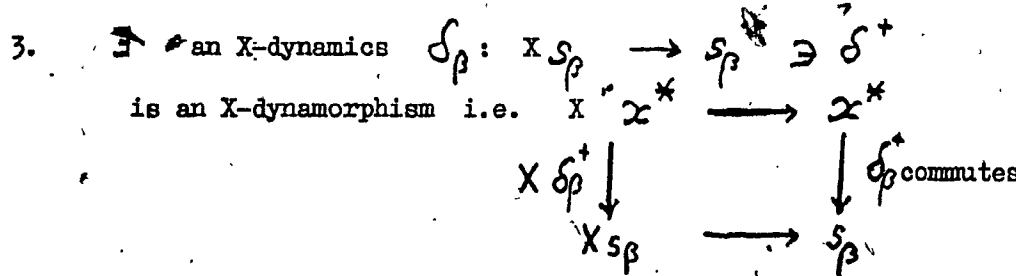 3. ∃ an X-dynamics δ_β : X s_β → s_β ∋ δ⁺
is an X-dynamorphism i.e. X x* → x*
X δ_β⁺ ↓ ↓ δ_β⁺ commutes
X s_β → s_β